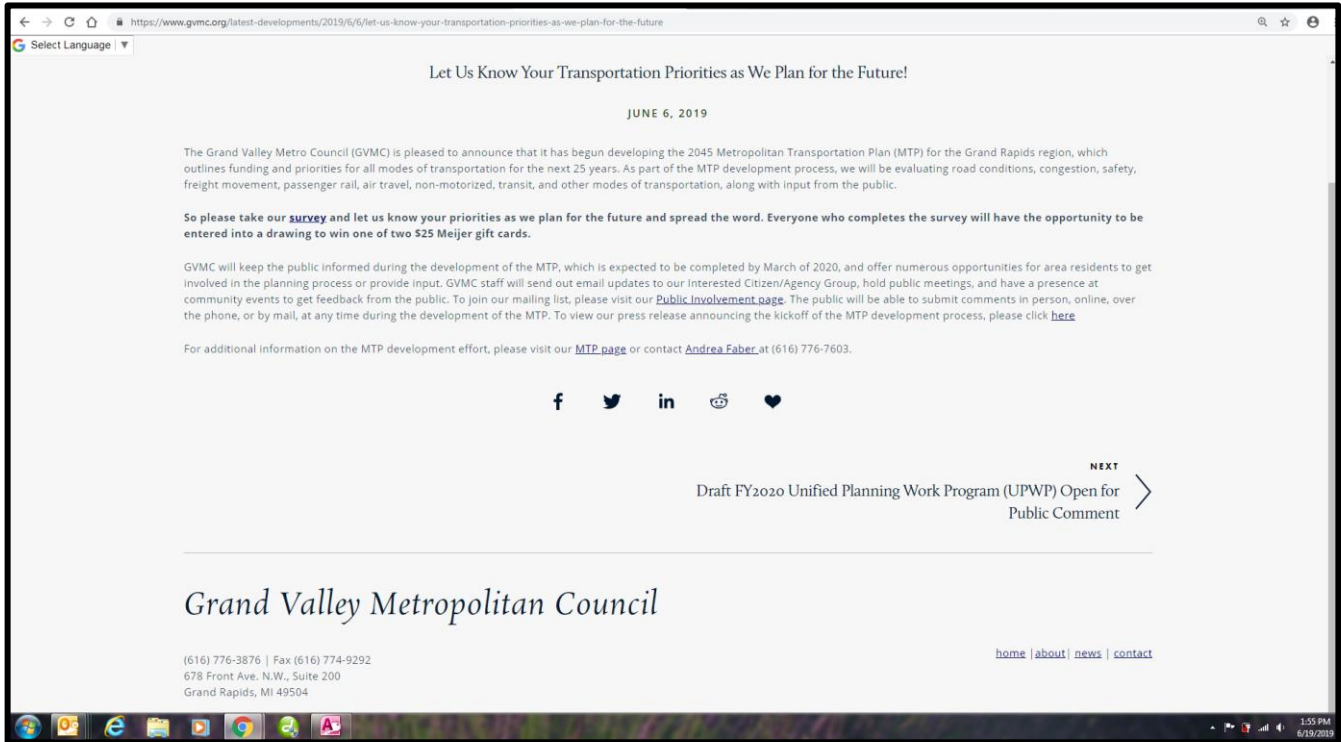 https://www.gvmc.org/latest-developments/2019/6/6/let-us-know-your-transportation-priorities-as-we-plan-for-the-future
Select Language
Let Us Know Your Transportation Priorities as We Plan for the Future!
JUNE 6, 2019
The Grand Valley Metro Council (GVMC) is pleased to announce that it has begun developing the 2045 Metropolitan Transportation Plan (MTP) for the Grand Rapids region, which
outlines funding and priorities for all modes of transportation for the next 25 years. As part of the MTP development process, we will be evaluating road conditions, congestion, safety,
freight movement, passenger rail, air travel, non-motorized, transit, and other modes of transportation, along with input from the public.
So please take our survey and let us know your priorities as we plan for the future and spread the word. Everyone who completes the survey will have the opportunity to be
entered into a drawing to win one of two $25 Meijer gift cards.
GVMC will keep the public informed during the development of the MTP, which is expected to be completed by March of 2020, and offer numerous opportunities for area residents to get
involved in the planning process or provide input. GVMC staff will send out email updates to our Interested Citizen/Agency Group, hold public meetings, and have a presence at
community events to get feedback from the public. To join our mailing list, please visit our Public Involvement page. The public will be able to submit comments in person, online, over
the phone, or by mail, at any time during the development of the MTP. To view our press release announcing the kickoff of the MTP development process, please click here
For additional information on the MTP development effort, please visit our MTP page or contact Andrea Faber at (616) 776-7603.
NEXT
Draft FY2020 Unified Planning Work Program (UPWP) Open for
Public Comment
Grand Valley Metropolitan Council
(616) 776-3876 | Fax (616) 774-9292
678 Front Ave. N.W., Suite 200
Grand Rapids, MI 49504
home | about | news | contact
1:55 PM
6/19/2019